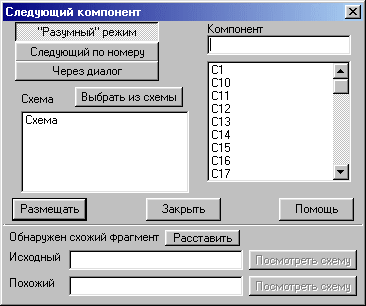 Следующий компонент
"Разумный" режим
Следующий по номеру
Через диалог
Компонент
Схема
Выбрать из схемы
Схема
C1
C10
C11
C12
C13
C14
C15
C16
C17
Размещать
Закрыть
Помощь
Обнаружен схожий фрагмент
Расставить
Исходный
Посмотреть схему
Похожий
Посмотреть схему